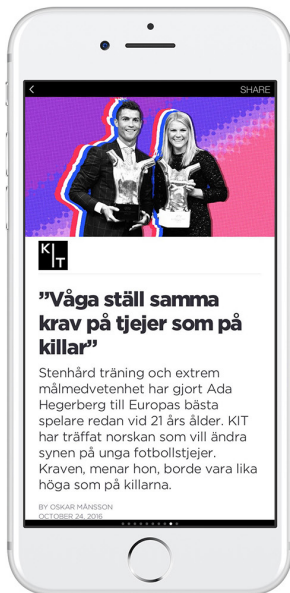 SHARE
K
IT
”Våga ställ samma
krav på tjejer som på
killar”
Stenhård träning och extrem
målmedvetenhet har gjort Ada
Hegerberg till Europas bästa
spelare redan vid 21 års ålder. KIT
har träffat norskan som vill ändra
synen på unga fotbollstjejer.
Kraven, menar hon, borde vara lika
höga som på killarna.
BY OSKAR MÅNSSON
OCTOBER 24, 2016